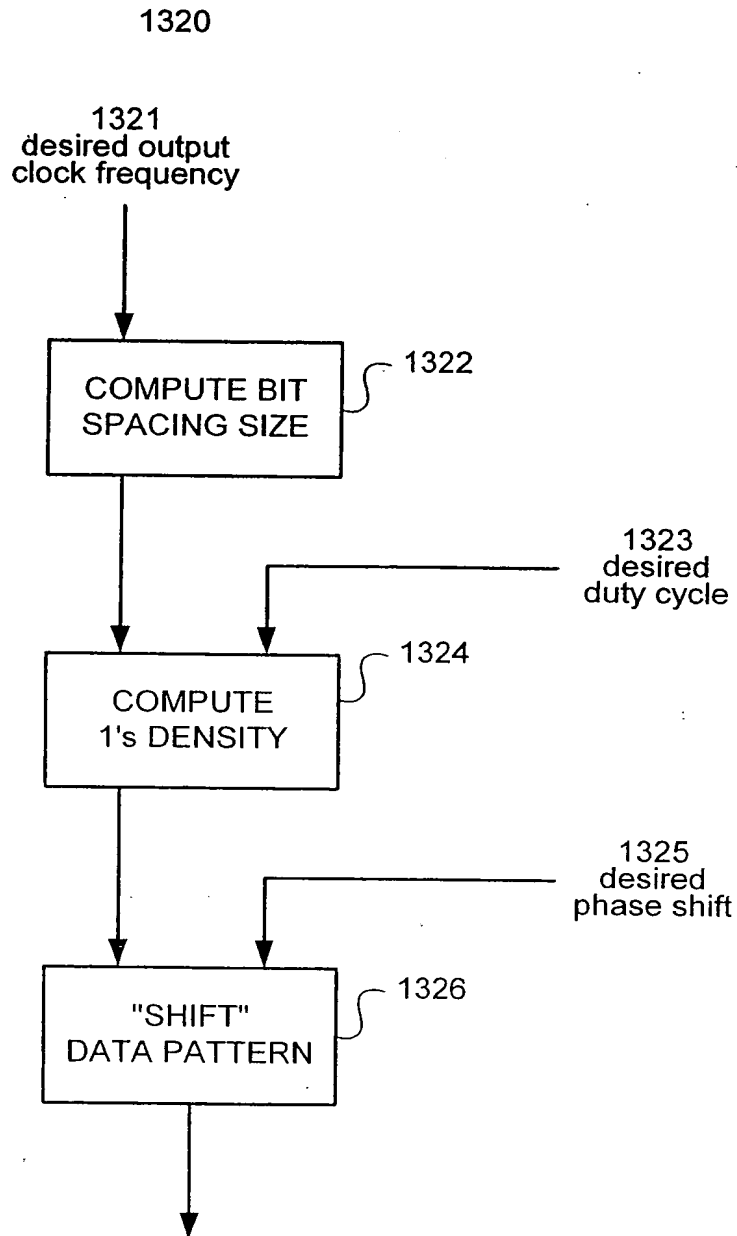 1320
1321
desired output
clock frequency
COMPUTE BIT
SPACING SIZE
1322
1323
desired
duty cycle
COMPUTE
1's DENSITY
1324
1325
desired
phase shift
"SHIFT"
DATA PATTERN
1326